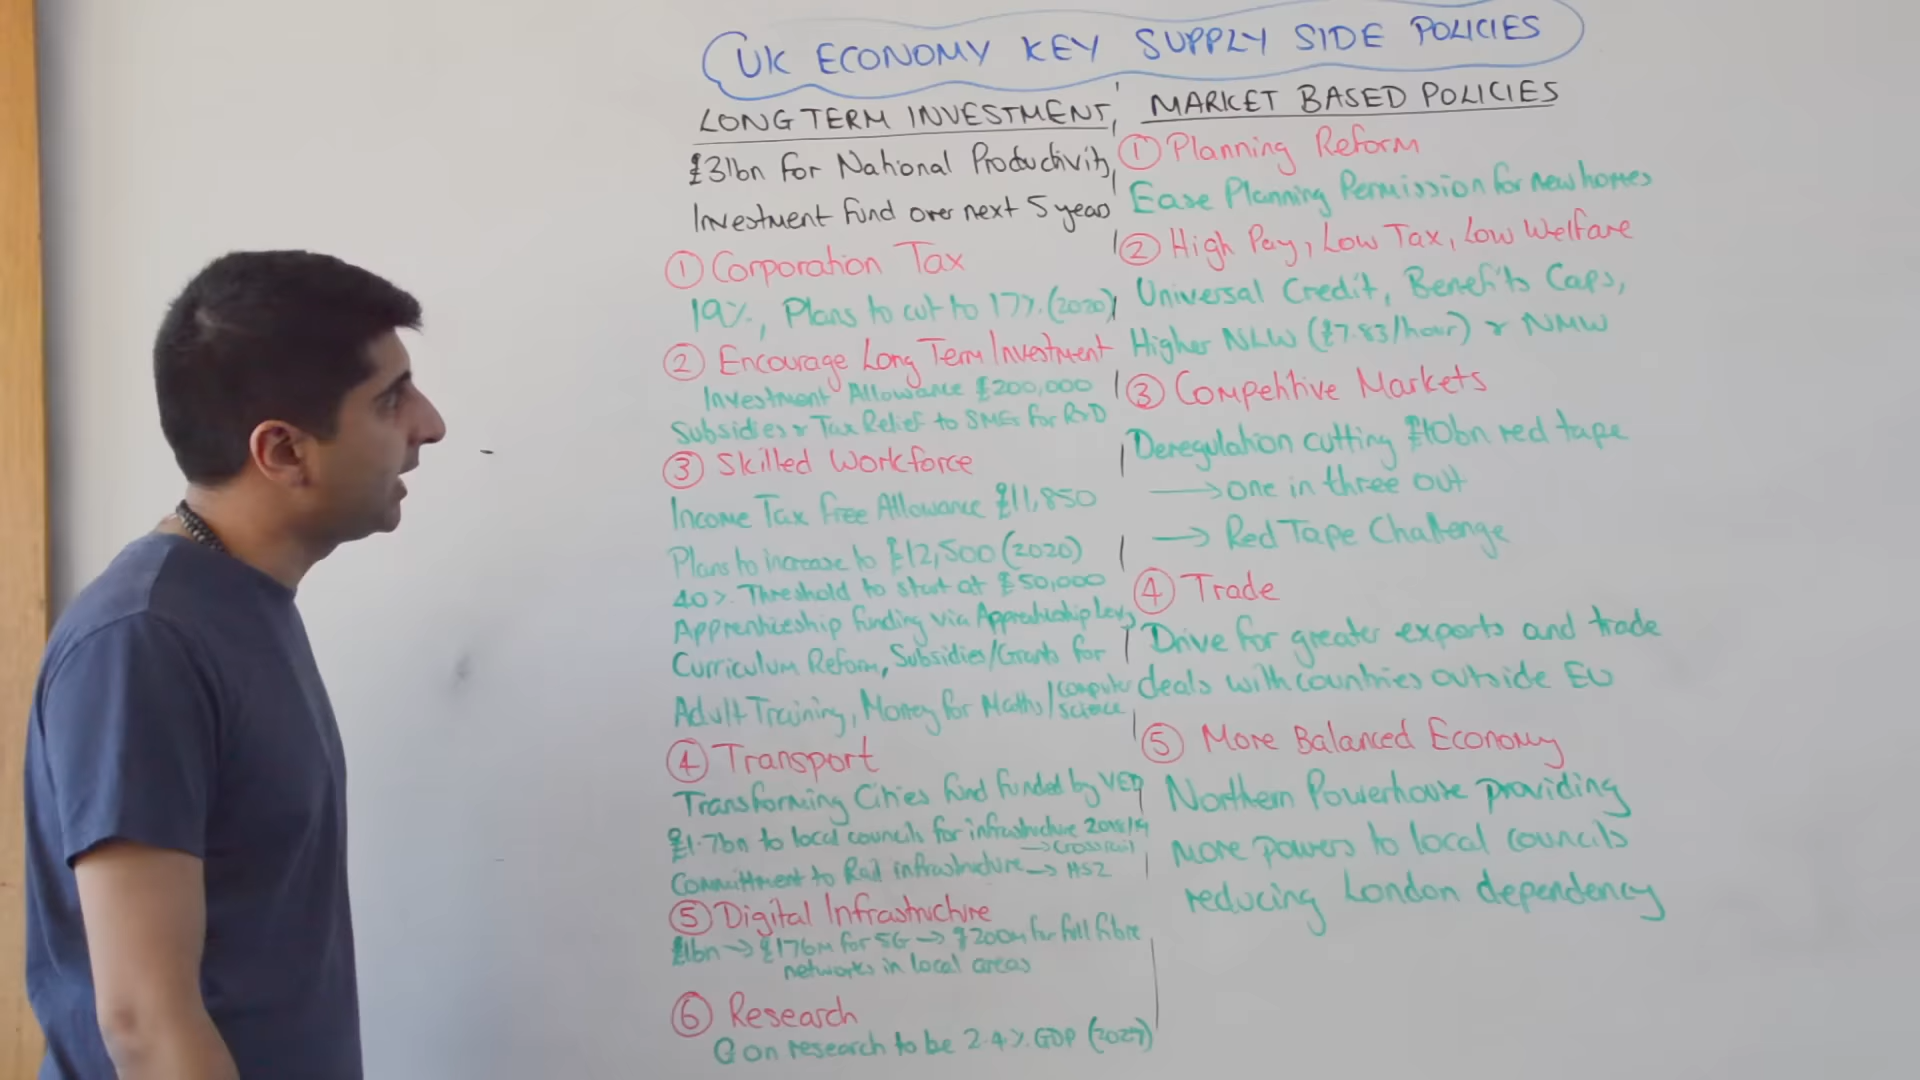 UK ECONOMY KEY SUPPLY SIDE POLICIES
LONG TERM INVESTMENT
£31bn for National Productivity
Investment fund over next 5 years
① Corporation Tax
19%, Plans to cut to 17% (2020)
② Encourage Long Term Investment
Investment Allowance £200,000
Subsidies & Tax Relief to SMEs for R&D
③ Skilled Workforce
Income Tax free Allowance £11,850
Plans to increase to £12,500 (2020)
40% Threshold to start at £50,000
Apprenticeship funding via Apprenticeship Levy
Curriculum Reform, Subsidies/Grants for
Adult Training, Money for Maths/computer science
④ Transport
Transforming Cities fund funded by VED
£1.7bn to local councils for infrastructure 2018/19
Committment to Rail infrastructure → Crossrail
→ HS2
⑤ Digital Infrastructure
£1bn → £176m for 5G → £200m for full fibre
networks in local areas
⑥ Research
G on research to be 2.4% GDP (2027)
MARKET BASED POLICIES
① Planning Reform
Ease Planning Permission for new homes
② High Pay, Low Tax, Low Welfare
Universal Credit, Benefits Caps,
Higher NLW (£7.83/hour) & NMW
③ Competitive Markets
Deregulation cutting £10bn red tape
→ one in three out
→ Red Tape Challenge
④ Trade
Drive for greater exports and trade
deals with countries outside EU
⑤ More Balanced Economy
Northern Powerhouse providing
more powers to local councils
reducing London dependency